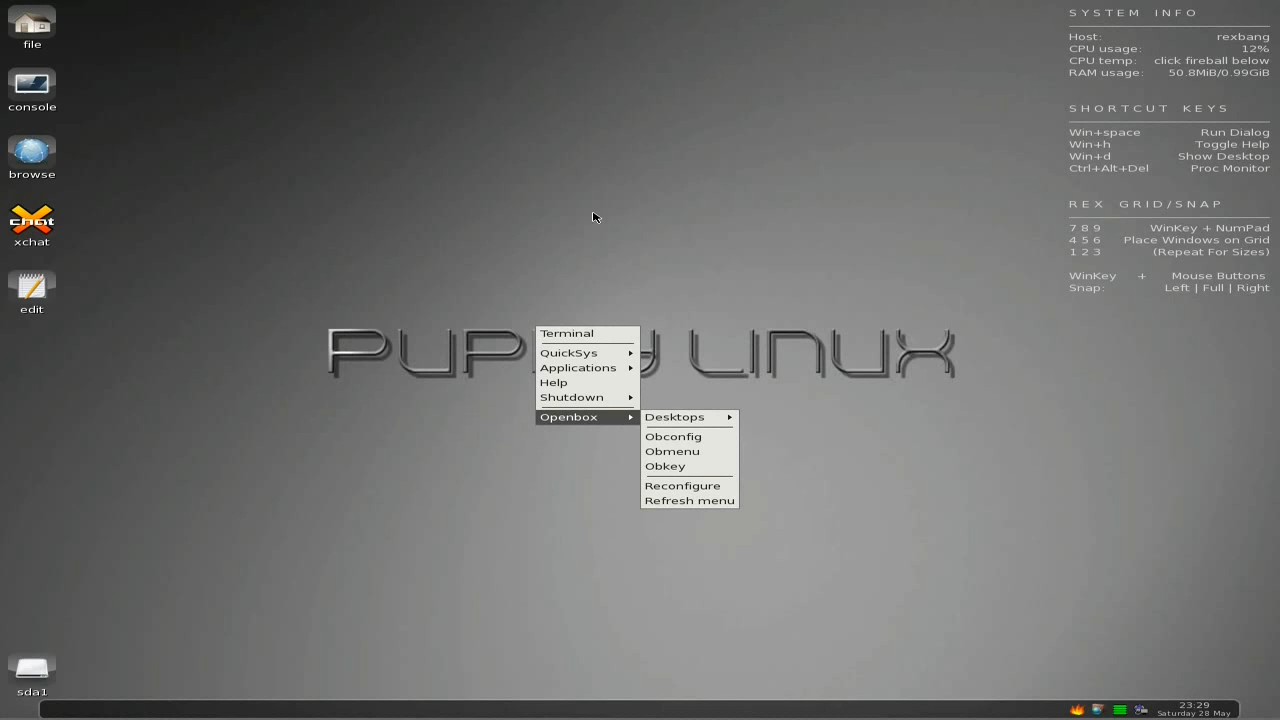 file
console
browse
chat
xchat
edit
sda1
SYSTEM INFO
Host: rexbang
CPU usage: 12%
CPU temp: click fireball below
RAM usage: 50.8MiB/0.99GiB
SHORTCUT KEYS
Win+space Run Dialog
Win+h Toggle Help
Win+d Show Desktop
Ctrl+Alt+Del Proc Monitor
REX GRID/SNAP
7 8 9 WinKey + NumPad
4 5 6 Place Windows on Grid
1 2 3 (Repeat For Sizes)
WinKey + Mouse Buttons
Snap: Left | Full | Right
PUPPY LINUX
Terminal
QuickSys
Applications
Help
Shutdown
Openbox
Desktops
Obconfig
Obmenu
Obkey
Reconfigure
Refresh menu
23:29
Saturday 28 May